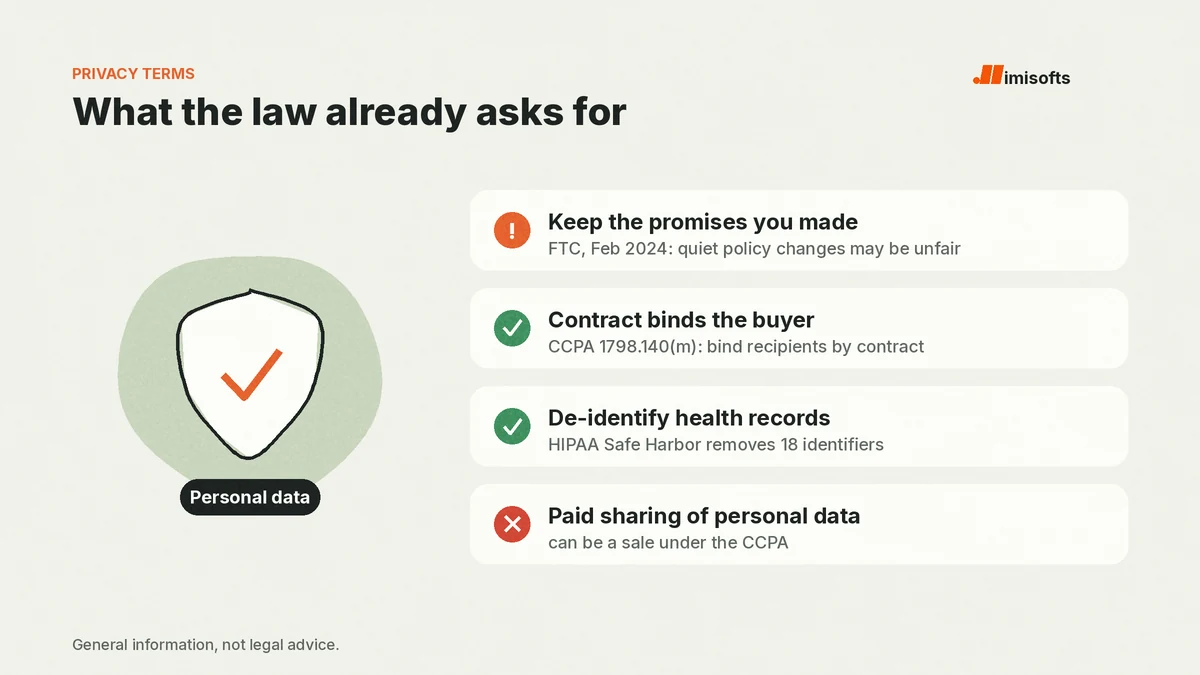 PRIVACY TERMS
What the law already asks for
imisofts
Keep the promises you made
FTC, Feb 2024: quiet policy changes may be unfair
Contract binds the buyer
CCPA 1798.140(m): bind recipients by contract
De-identify health records
HIPAA Safe Harbor removes 18 identifiers
Paid sharing of personal data
can be a sale under the CCPA
Personal data
General information, not legal advice.